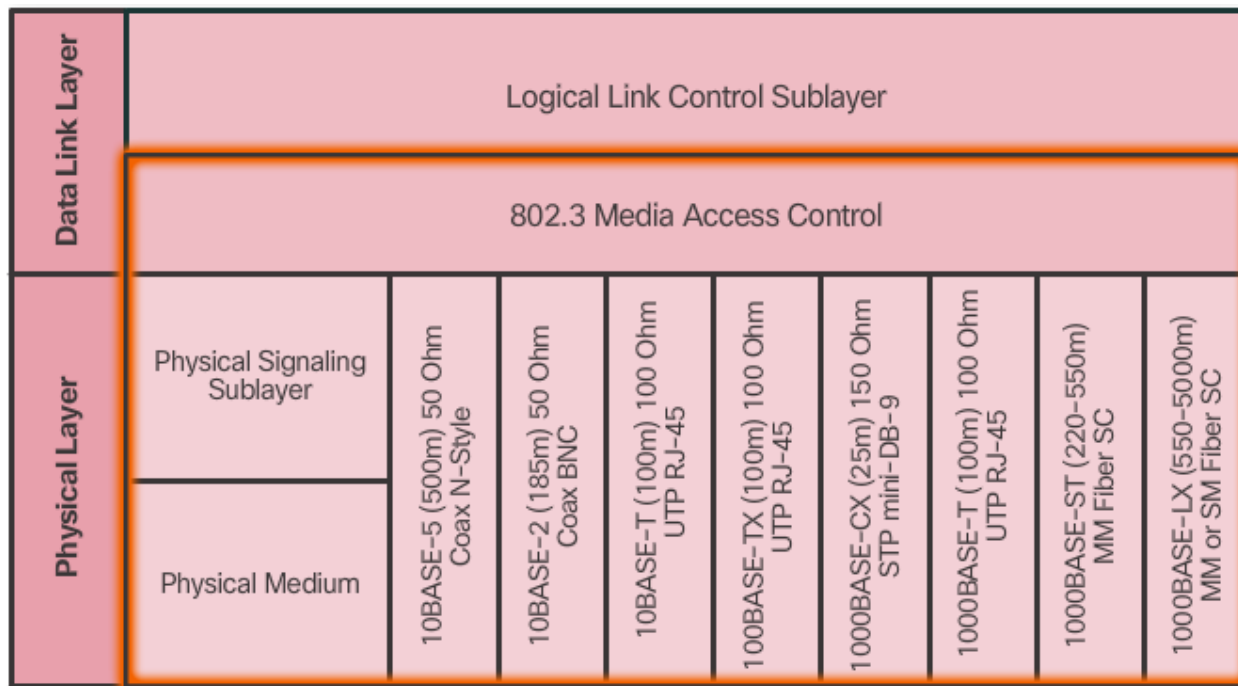 Data Link Layer
Logical Link Control Sublayer
802.3 Media Access Control
Physical Layer
Physical Signaling
Sublayer
Physical Medium
10BASE-5 (500m) 50 Ohm
Coax N-Style
10BASE-2 (185m) 50 Ohm
Coax BNC
10BASE-T (100m) 100 Ohm
UTP RJ-45
100BASE-TX (100m) 100 Ohm
UTP RJ-45
1000BASE-CX (25m) 150 Ohm
STP mini-DB-9
1000BASE-T (100m) 100 Ohm
UTP RJ-45
1000BASE-ST (220-550m)
MM Fiber SC
1000BASE-LX (550-5000m)
MM or SM Fiber SC